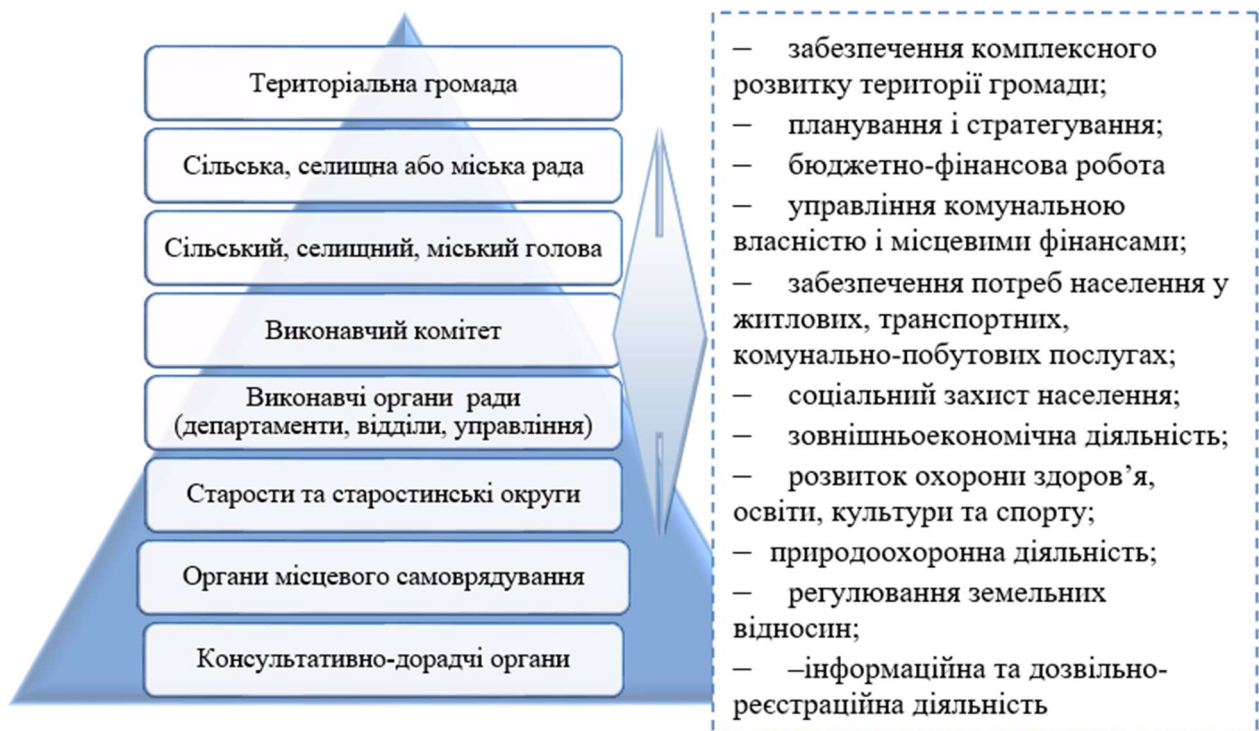 Територіальна громада
Сільська, селищна або міська рада
Сільський, селищний, міський голова
Виконавчий комітет
Виконавчі органи ради
(департаменти, відділи, управління)
Старости та старостинські округи
Органи місцевого самоврядування
Консультативно-дорадчі органи
– забезпечення комплексного
розвитку території громади;
– планування і стратегування;
– бюджетно-фінансова робота
– управління комунальною
власністю і місцевими фінансами;
– забезпечення потреб населення у
житлових, транспортних,
комунально-побутових послугах;
– соціальний захист населення;
– зовнішньоекономічна діяльність;
– розвиток охорони здоров’я,
освіти, культури та спорту;
– природоохоронна діяльність;
– регулювання земельних
відносин;
– –інформаційна та дозвільно-
реєстраційна діяльність